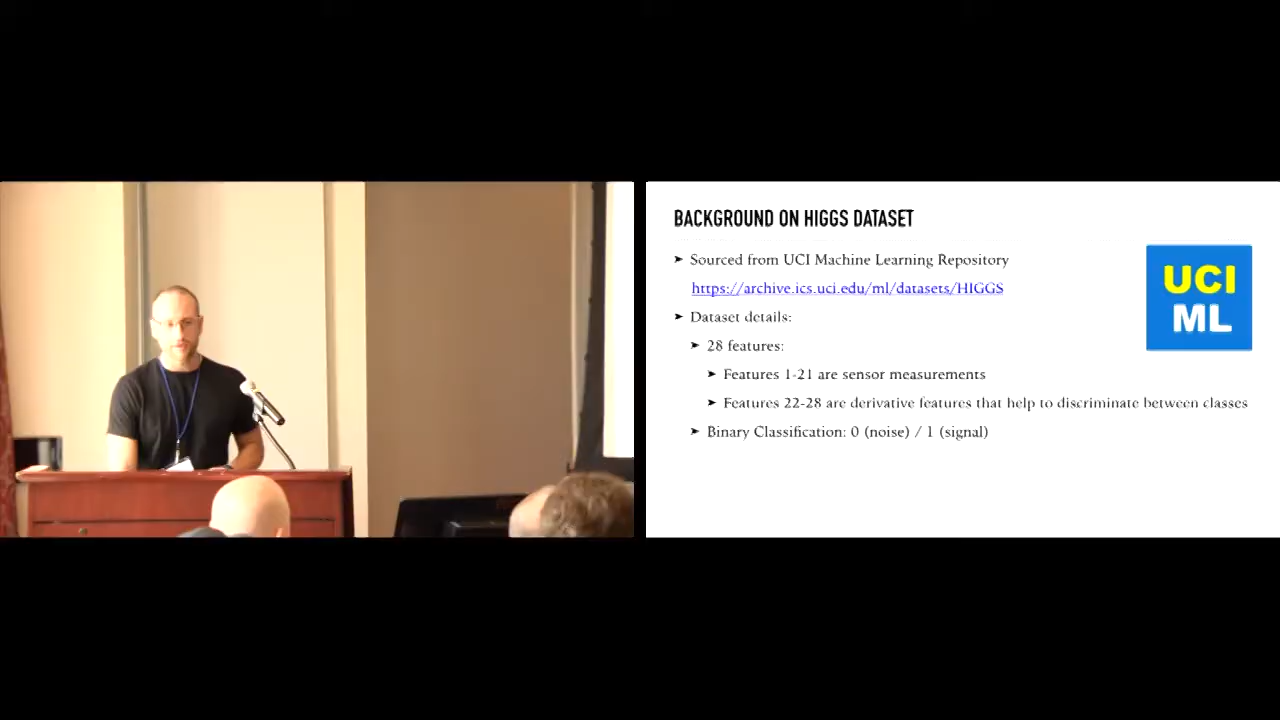 BACKGROUND ON HIGGS DATASET
➤ Sourced from UCI Machine Learning Repository
https://archive.ics.uci.edu/ml/datasets/HIGGS
➤ Dataset details:
➤ 28 features:
➤ Features 1-21 are sensor measurements
➤ Features 22-28 are derivative features that help to discriminate between classes
➤ Binary Classification: 0 (noise) / 1 (signal)
UCI
ML